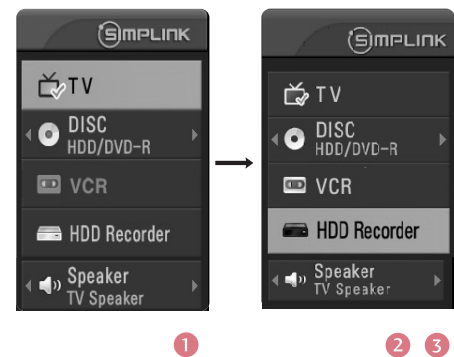 SIMPLINK
TV
DISC
HDD/DVD-R
VCR
HDD Recorder
Speaker
TV Speaker
1
SIMPLINK
TV
DISC
HDD/DVD-R
VCR
HDD Recorder
Speaker
TV Speaker
2 3